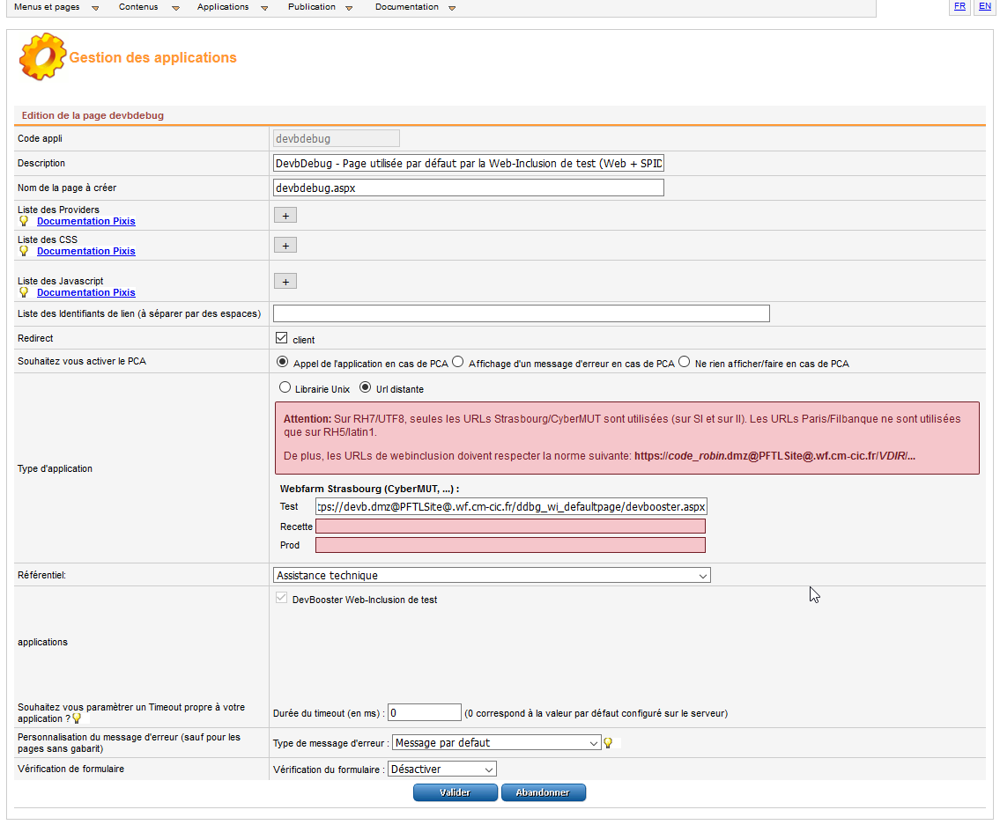 Menus et pages Contenus Applications Publication Documentation FR EN
Gestion des applications
Edition de la page devbdebug
Code appli devbdebug
Description DevbDebug - Page utilisée par défaut par la Web-Inclusion de test (Web + SPID
Nom de la page à créer devbdebug.aspx
Liste des Providers
Documentation Pixis +
Liste des CSS
Documentation Pixis +
Liste des Javascript
Documentation Pixis +
Liste des Identifiants de lien (à séparer par des espaces)
Redirect client
Souhaitez vous activer le PCA Appel de l'application en cas de PCA Affichage d'un message d'erreur en cas de PCA Ne rien afficher/faire en cas de PCA
Type d'application
Librairie Unix Url distante
Attention: Sur RH7/UTF8, seules les URLs Strasbourg/CyberMUT sont utilisées (sur SI et sur II). Les URLs Paris/Filbanque ne sont utilisées
que sur RH5/latin1.
De plus, les URLs de webinclusion doivent respecter la norme suivante: https://code_robin.dmz@PFTLSite@.wf.cm-cic.fr/VDIR/...
Webfarm Strasbourg (CyberMUT, ...) :
Test tps://devb.dmz@PFTLSite@.wf.cm-cic.fr/ddbg_wi_defaultpage/devbooster.aspx
Recette
Prod
Référentiel: Assistance technique
applications DevBooster Web-Inclusion de test
Souhaitez vous paramètrer un Timeout propre à votre
application ? Durée du timeout (en ms) : 0 (0 correspond à la valeur par défaut configuré sur le serveur)
Personnalisation du message d'erreur (sauf pour les
pages sans gabarit) Type de message d'erreur : Message par defaut
Vérification de formulaire Vérification du formulaire : Désactiver
Valider Abandonner